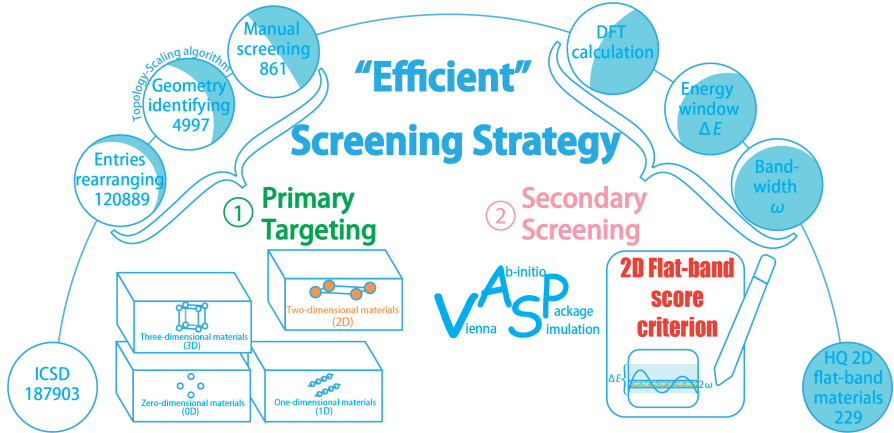 "Efficient"
Screening Strategy
ICSD
187903
Entries
rearranging
120889
Topology-Scaling algorithm
Geometry
identifying
4997
Manual
screening
861
DFT
calculation
Energy
window
ΔE
Band-
width
ω
HQ 2D
flat-band
materials
229
1 Primary
Targeting
Three-dimensional materials
(3D)
Two-dimensional materials
(2D)
Zero-dimensional materials
(0D)
One-dimensional materials
(1D)
2 Secondary
Screening
Vienna
Ab-initio
Simulation
Package
2D Flat-band
score
criterion
ΔE
2ω